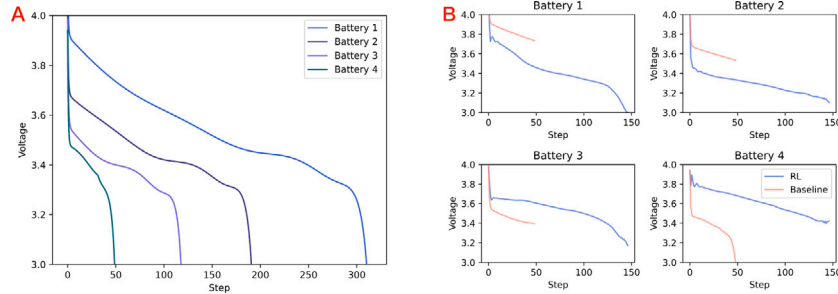 A
4.0
3.8
3.6
3.4
3.2
3.0
Voltage
0
50
100
150
200
250
300
Step
Battery 1
Battery 2
Battery 3
Battery 4
B
Battery 1
4.0
3.8
3.6
3.4
3.2
3.0
Voltage
0
50
100
150
Step
Battery 2
4.0
3.8
3.6
3.4
3.2
3.0
Voltage
0
50
100
150
Step
Battery 3
4.0
3.8
3.6
3.4
3.2
3.0
Voltage
0
50
100
150
Step
Battery 4
RL
Baseline
4.0
3.8
3.6
3.4
3.2
3.0
Voltage
0
50
100
150
Step